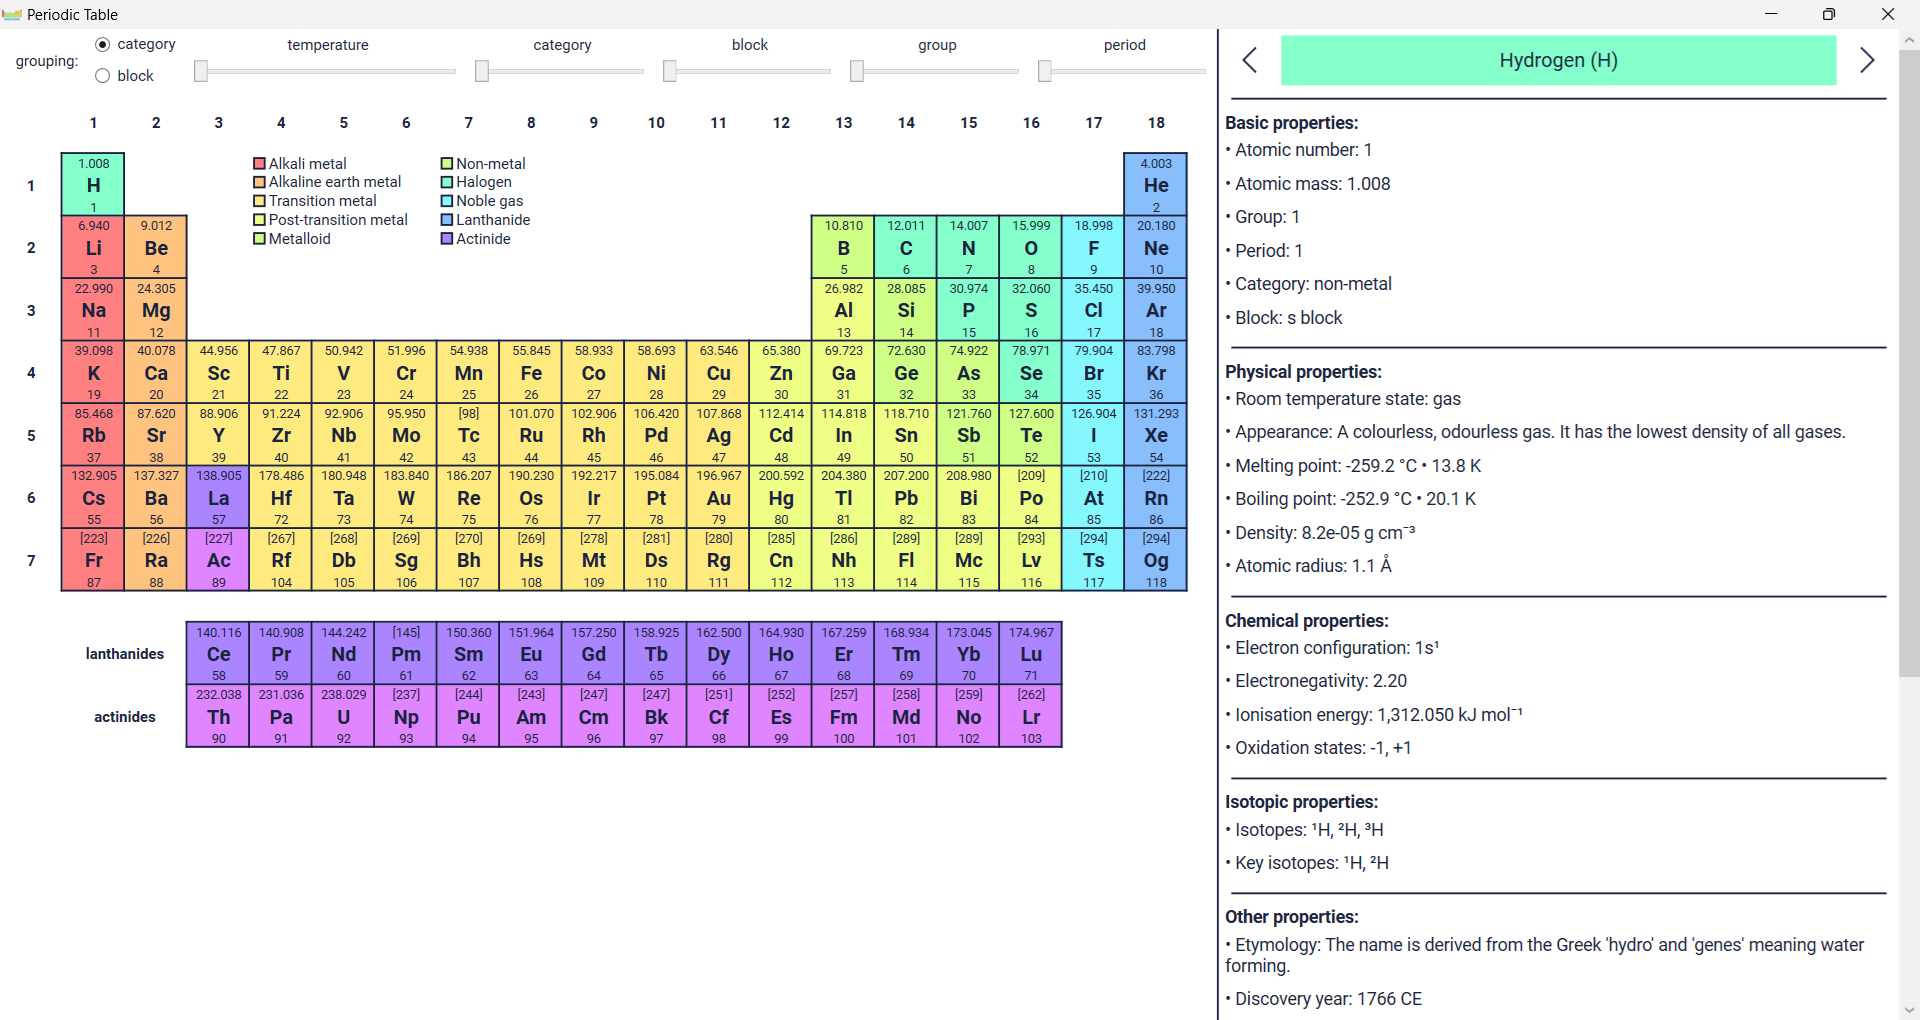 Periodic Table
grouping:
category
block
temperature
category
block
group
period
1 2 3 4 5 6 7 8 9 10 11 12 13 14 15 16 17 18
Alkali metal
Alkaline earth metal
Transition metal
Post-transition metal
Metalloid
Non-metal
Halogen
Noble gas
Lanthanide
Actinide
1.008 4.003
1 H He
1 2
6.940 9.012 10.810 12.011 14.007 15.999 18.998 20.180
2 Li Be B C N O F Ne
3 4 5 6 7 8 9 10
22.990 24.305 26.982 28.085 30.974 32.060 35.450 39.950
3 Na Mg Al Si P S Cl Ar
11 12 13 14 15 16 17 18
39.098 40.078 44.956 47.867 50.942 51.996 54.938 55.845 58.933 58.693 63.546 65.380 69.723 72.630 74.922 78.971 79.904 83.798
4 K Ca Sc Ti V Cr Mn Fe Co Ni Cu Zn Ga Ge As Se Br Kr
19 20 21 22 23 24 25 26 27 28 29 30 31 32 33 34 35 36
85.468 87.620 88.906 91.224 92.906 95.950 [98] 101.070 102.906 106.420 107.868 112.414 114.818 118.710 121.760 127.600 126.904 131.293
5 Rb Sr Y Zr Nb Mo Tc Ru Rh Pd Ag Cd In Sn Sb Te I Xe
37 38 39 40 41 42 43 44 45 46 47 48 49 50 51 52 53 54
132.905 137.327 138.905 178.486 180.948 183.840 186.207 190.230 192.217 195.084 196.967 200.592 204.380 207.200 208.980 [209] [210] [222]
6 Cs Ba La Hf Ta W Re Os Ir Pt Au Hg Tl Pb Bi Po At Rn
55 56 57 72 73 74 75 76 77 78 79 80 81 82 83 84 85 86
[223] [226] [227] [267] [268] [269] [270] [269] [278] [281] [280] [285] [286] [289] [289] [293] [294] [294]
7 Fr Ra Ac Rf Db Sg Bh Hs Mt Ds Rg Cn Nh Fl Mc Lv Ts Og
87 88 89 104 105 106 107 108 109 110 111 112 113 114 115 116 117 118
140.116 140.908 144.242 [145] 150.360 151.964 157.250 158.925 162.500 164.930 167.259 168.934 173.045 174.967
lanthanides Ce Pr Nd Pm Sm Eu Gd Tb Dy Ho Er Tm Yb Lu
58 59 60 61 62 63 64 65 66 67 68 69 70 71
232.038 231.036 238.029 [237] [244] [243] [247] [247] [251] [252] [257] [258] [259] [262]
actinides Th Pa U Np Pu Am Cm Bk Cf Es Fm Md No Lr
90 91 92 93 94 95 96 97 98 99 100 101 102 103
Hydrogen (H)
Basic properties:
• Atomic number: 1
• Atomic mass: 1.008
• Group: 1
• Period: 1
• Category: non-metal
• Block: s block
Physical properties:
• Room temperature state: gas
• Appearance: A colourless, odourless gas. It has the lowest density of all gases.
• Melting point: -259.2 °C • 13.8 K
• Boiling point: -252.9 °C • 20.1 K
• Density: 8.2e-05 g cm⁻³
• Atomic radius: 1.1 Å
Chemical properties:
• Electron configuration: 1s¹
• Electronegativity: 2.20
• Ionisation energy: 1,312.050 kJ mol⁻¹
• Oxidation states: -1, +1
Isotopic properties:
• Isotopes: ¹H, ²H, ³H
• Key isotopes: ¹H, ²H
Other properties:
• Etymology: The name is derived from the Greek 'hydro' and 'genes' meaning water
forming.
• Discovery year: 1766 CE